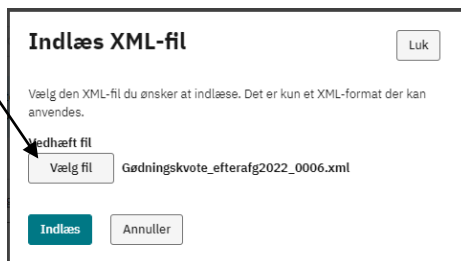 Indlæs XML-fil
Luk
Vælg den XML-fil du ønsker at indlæse. Det er kun et XML-format der kan
anvendes.
Vedhæft fil
Vælg fil
Gødningskvote_efterafg2022_0006.xml
Indlæs
Annuller